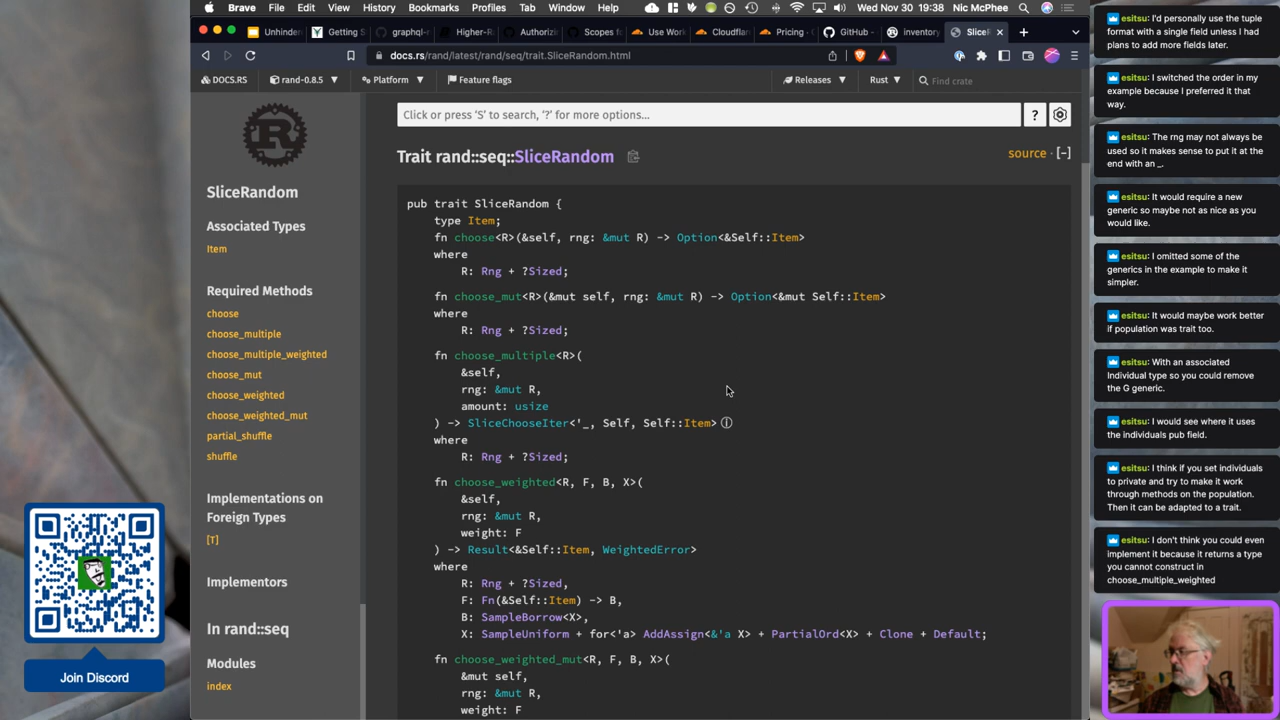 Brave File Edit View History Bookmarks Profiles Tab Window Help Wed Nov 30 19:38 Nic McPhee
Unhinder Getting S graphql-r Higher-R Authorizin Scopes f Use Work Cloudflar Pricing · C GitHub - inventory SliceR
docs.rs/rand/latest/rand/seq/trait.SliceRandom.html
DOCS.RS rand-0.8.5 Platform Feature flags Releases Rust Find crate
SliceRandom
Associated Types
Item
Required Methods
choose
choose_multiple
choose_multiple_weighted
choose_mut
choose_weighted
choose_weighted_mut
partial_shuffle
shuffle
Implementations on
Foreign Types
[T]
Implementors
In rand::seq
Modules
index
Click or press 'S' to search, '?' for more options...
?
Trait rand::seq::SliceRandom
source · [-]
pub trait SliceRandom {
type Item;
fn choose<R>(&self, rng: &mut R) -> Option<&Self::Item>
where
R: Rng + ?Sized;
fn choose_mut<R>(&mut self, rng: &mut R) -> Option<&mut Self::Item>
where
R: Rng + ?Sized;
fn choose_multiple<R>(
&self,
rng: &mut R,
amount: usize
) -> SliceChooseIter<'_, Self, Self::Item> ⓘ
where
R: Rng + ?Sized;
fn choose_weighted<R, F, B, X>(
&self,
rng: &mut R,
weight: F
) -> Result<&Self::Item, WeightedError>
where
R: Rng + ?Sized,
F: Fn(&Self::Item) -> B,
B: SampleBorrow<X>,
X: SampleUniform + for<'a> AddAssign<&'a X> + PartialOrd<X> + Clone + Default;
fn choose_weighted_mut<R, F, B, X>(
&mut self,
rng: &mut R,
weight: F
esitsu: I'd personally use the tuple
format with a single field unless I had
plans to add more fields later.
esitsu: I switched the order in my
example because I preferred it that
way.
esitsu: The rng may not always be
used so it makes sense to put it at the
end with an _.
esitsu: It would require a new
generic so maybe not as nice as you
would like.
esitsu: I omitted some of the
generics in the example to make it
simpler.
esitsu: It would maybe work better
if population was trait too.
esitsu: With an associated
Individual type so you could remove
the G generic.
esitsu: I would see where it uses
the individuals pub field.
esitsu: I think if you set individuals
to private and try to make it work
through methods on the population.
Then it can be adapted to a trait.
esitsu: I don't think you could even
implement it because it returns a type
you cannot construct in
choose_multiple_weighted
Join Discord